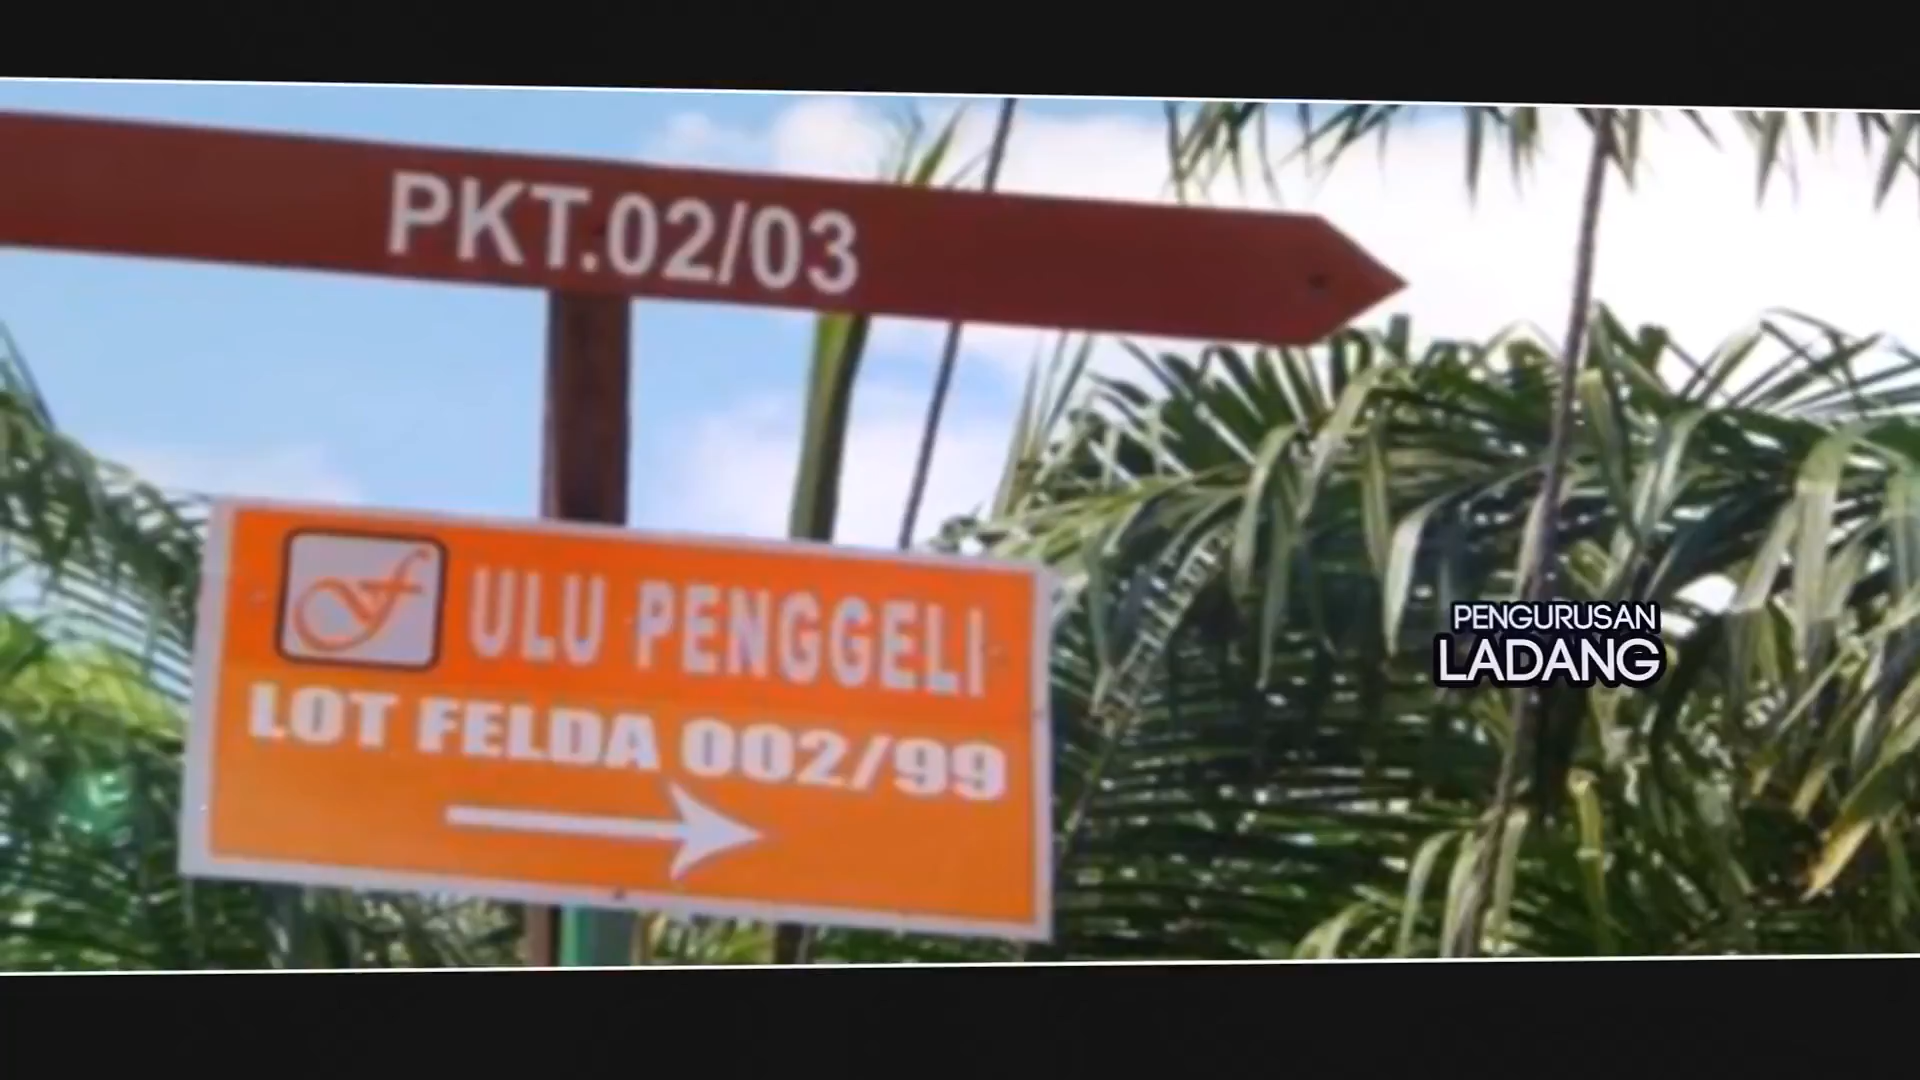 PKT.02/03
ULU PENGGELI
LOT FELDA 002/99
PENGURUSAN
LADANG